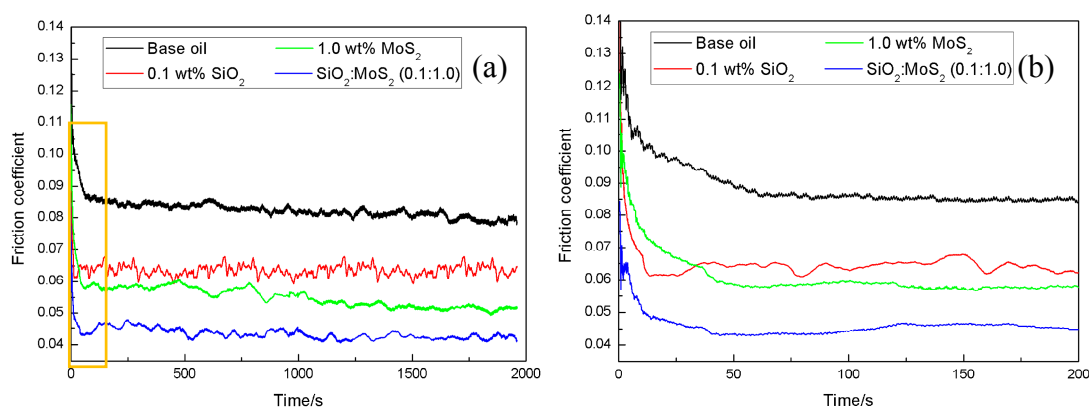 0.14
0.13
0.12
0.11
0.10
0.09
0.08
0.07
0.06
0.05
0.04
Friction coefficient
Base oil
1.0 wt% MoS₂
0.1 wt% SiO₂
SiO₂:MoS₂ (0.1:1.0)
(a)
0 500 1000 1500 2000
Time/s
0.14
0.13
0.12
0.11
0.10
0.09
0.08
0.07
0.06
0.05
0.04
Friction coefficient
Base oil
1.0 wt% MoS₂
0.1 wt% SiO₂
SiO₂:MoS₂ (0.1:1.0)
(b)
0 50 100 150 200
Time/s